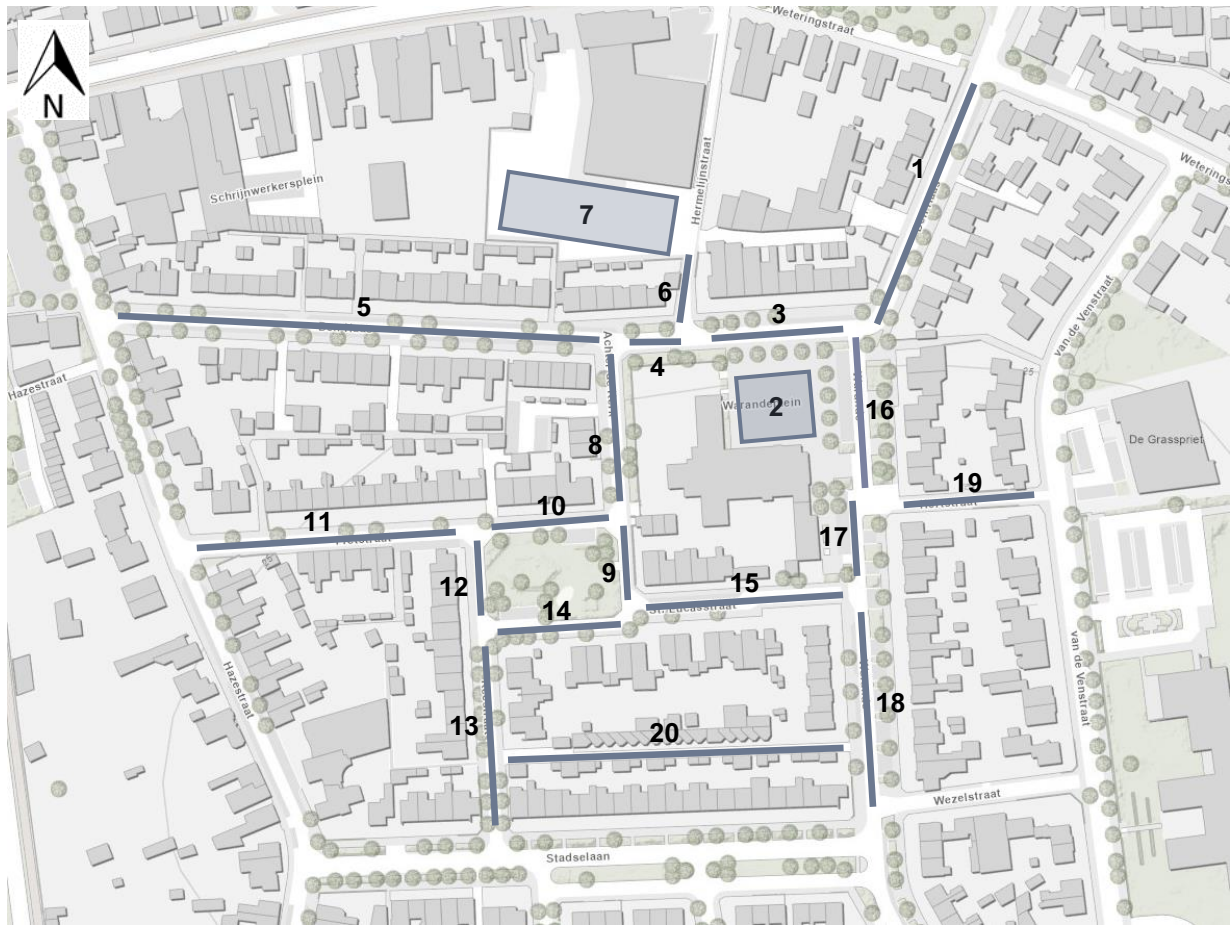 Weteringstraat
N
1
Weterings
Schrijnwerkersplein
Hermelijnstraat
7
6
5
3
van de Venstraat
Hazestraat
4
25
Warandeplein
2
16
De Grasspriet
8
19
10
11
17
12
9
15
St. Lucasstraat
14
Hazestraat
van de Venstraat
18
13
20
Wezelstraat
Stadselaan